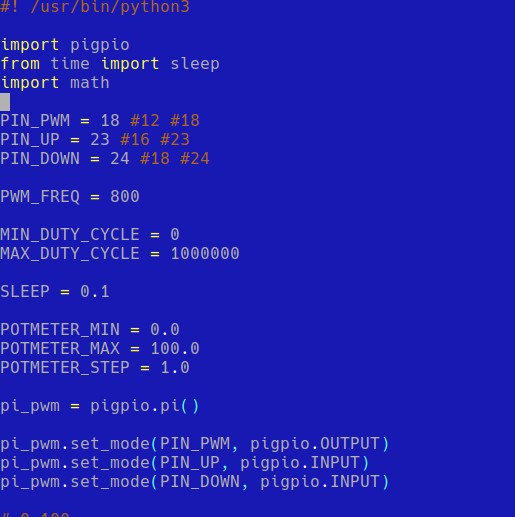 #! /usr/bin/python3
import pigpio
from time import sleep
import math
PIN_PWM = 18 #12 #18
PIN_UP = 23 #16 #23
PIN_DOWN = 24 #18 #24
PWM_FREQ = 800
MIN_DUTY_CYCLE = 0
MAX_DUTY_CYCLE = 1000000
SLEEP = 0.1
POTMETER_MIN = 0.0
POTMETER_MAX = 100.0
POTMETER_STEP = 1.0
pi_pwm = pigpio.pi()
pi_pwm.set_mode(PIN_PWM, pigpio.OUTPUT)
pi_pwm.set_mode(PIN_UP, pigpio.INPUT)
pi_pwm.set_mode(PIN_DOWN, pigpio.INPUT)